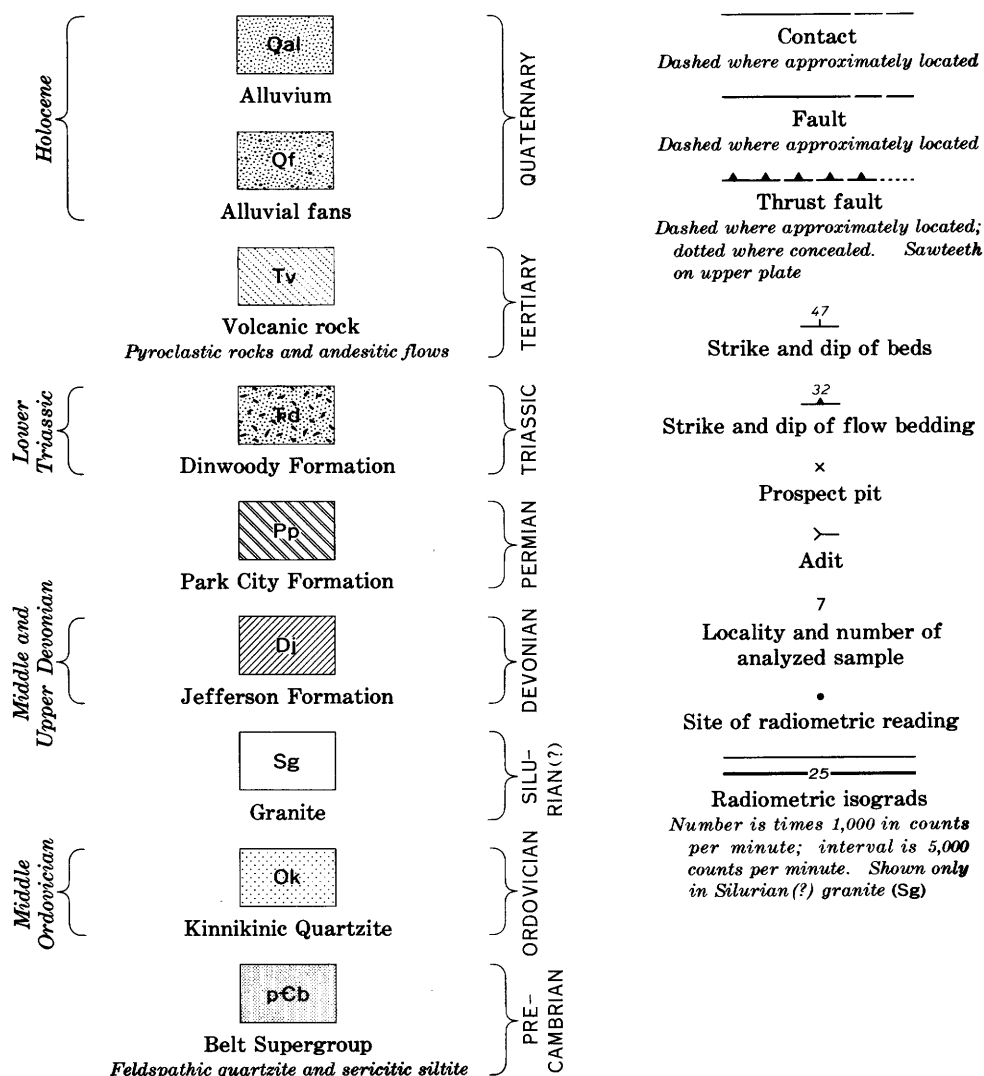 Holocene
Qal
Alluvium
Qf
Alluvial fans
QUATERNARY
Tv
Volcanic rock
Pyroclastic rocks and andesitic flows
TERTIARY
Lower
Triassic
Ŧd
Dinwoody Formation
TRIASSIC
Pp
Park City Formation
PERMIAN
Middle and
Upper Devonian
Dj
Jefferson Formation
DEVONIAN
Sg
Granite
SILU-
RIAN(?)
Middle
Ordovician
Ok
Kinnikinic Quartzite
ORDOVICIAN
pЄb
Belt Supergroup
Feldspathic quartzite and sericitic siltite
PRE-
CAMBRIAN
Contact
Dashed where approximately located
Fault
Dashed where approximately located
Thrust fault
Dashed where approximately located;
dotted where concealed. Sawteeth
on upper plate
47
Strike and dip of beds
32
Strike and dip of flow bedding
Prospect pit
Adit
7
Locality and number of
analyzed sample
Site of radiometric reading
25
Radiometric isograds
Number is times 1,000 in counts
per minute; interval is 5,000
counts per minute. Shown only
in Silurian(?) granite (Sg)